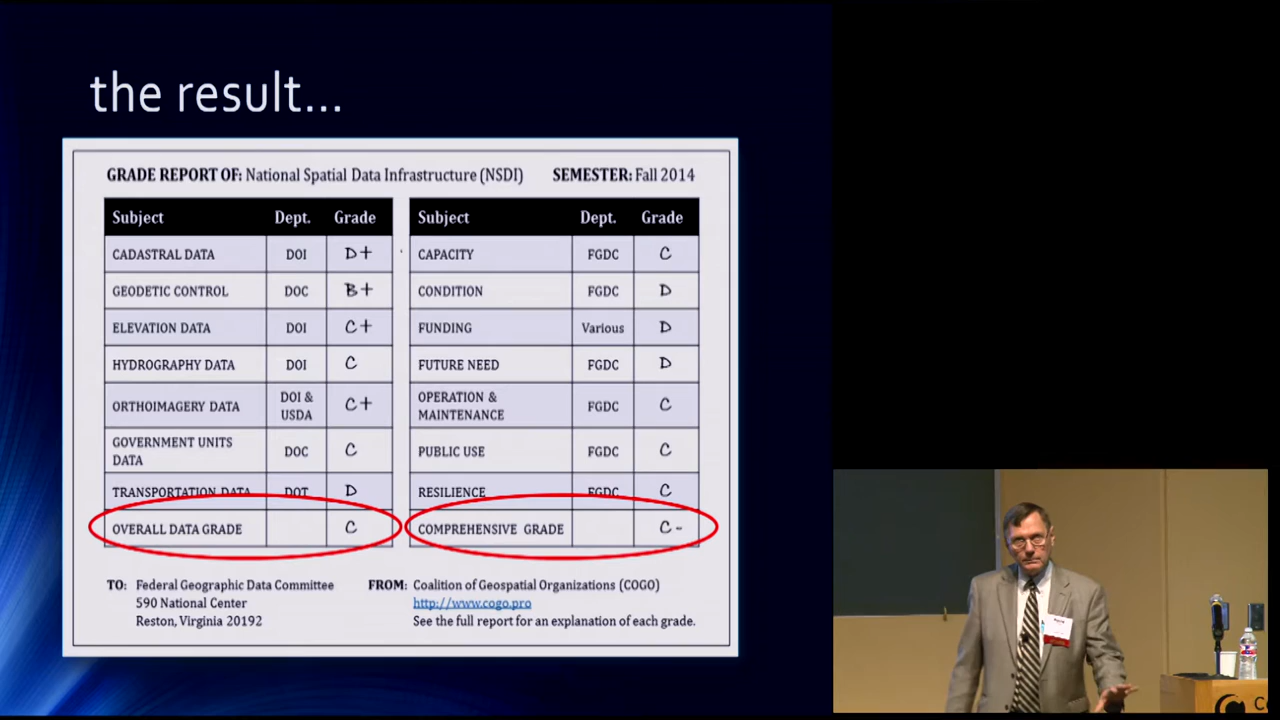 the result...
GRADE REPORT OF: National Spatial Data Infrastructure (NSDI) SEMESTER: Fall 2014
Subject Dept. Grade
CADASTRAL DATA DOI D+
GEODETIC CONTROL DOC B+
ELEVATION DATA DOI C+
HYDROGRAPHY DATA DOI C
ORTHOIMAGERY DATA DOI & USDA C+
GOVERNMENT UNITS DATA DOC C
TRANSPORTATION DATA DOT D
OVERALL DATA GRADE C
Subject Dept. Grade
CAPACITY FGDC C
CONDITION FGDC D
FUNDING Various D
FUTURE NEED FGDC D
OPERATION & MAINTENANCE FGDC C
PUBLIC USE FGDC C
RESILIENCE FGDC C
COMPREHENSIVE GRADE C-
TO: Federal Geographic Data Committee
590 National Center
Reston, Virginia 20192
FROM: Coalition of Geospatial Organizations (COGO)
http://www.cogo.pro
See the full report for an explanation of each grade.